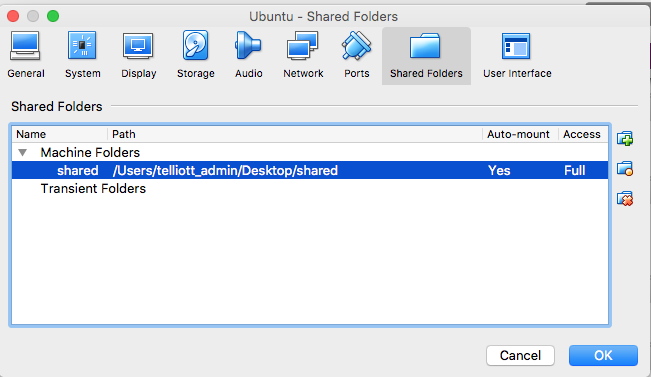 Ubuntu - Shared Folders
General System Display Storage Audio Network Ports Shared Folders User Interface
Shared Folders
Name Path Auto-mount Access
Machine Folders
shared /Users/telliott_admin/Desktop/shared Yes Full
Transient Folders
Cancel OK